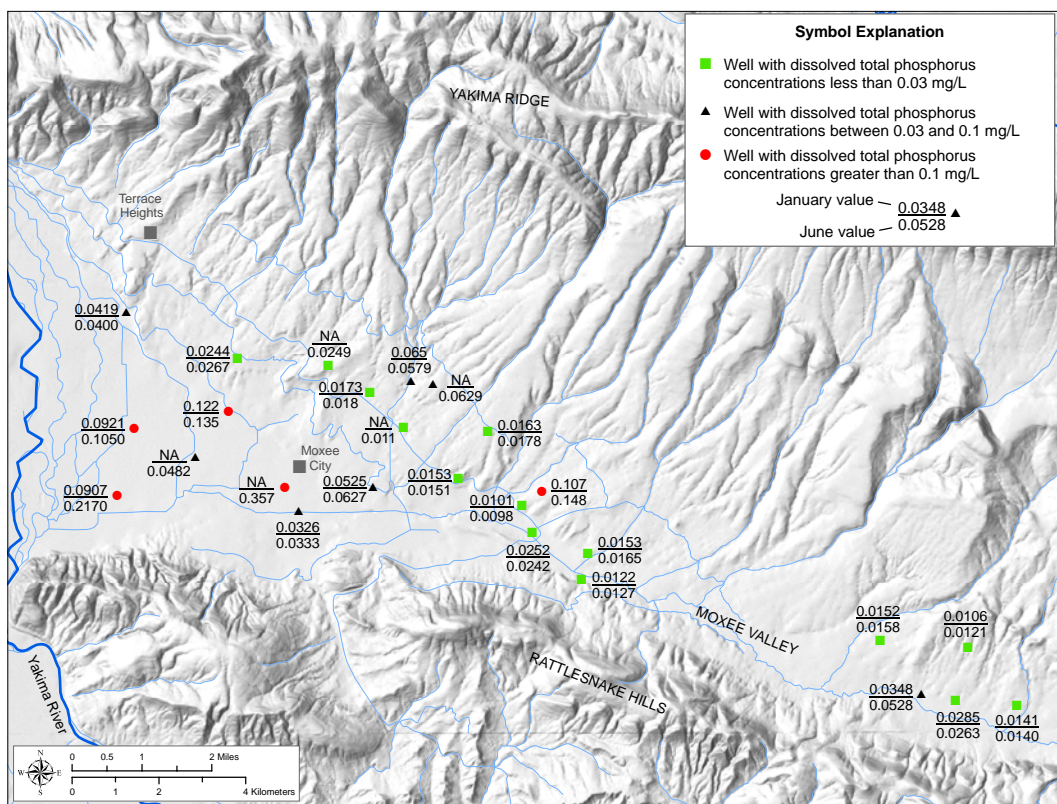 Symbol Explanation
Well with dissolved total phosphorus
concentrations less than 0.03 mg/L
Well with dissolved total phosphorus
concentrations between 0.03 and 0.1 mg/L
Well with dissolved total phosphorus
concentrations greater than 0.1 mg/L
January value
0.0348
0.0528
June value
YAKIMA RIDGE
Terrace
Heights
0.0419
0.0400
0.0244
0.0267
NA
0.0249
0.065
0.0579
NA
0.0629
0.0173
0.018
0.122
0.135
0.0921
0.1050
NA
0.011
0.0163
0.0178
NA
0.0482
Moxee
City
0.0907
0.2170
NA
0.357
0.0525
0.0627
0.0153
0.0151
0.107
0.148
0.0101
0.0098
0.0326
0.0333
0.0252
0.0242
0.0153
0.0165
0.0122
0.0127
MOXEE VALLEY
0.0152
0.0158
0.0106
0.0121
RATTLESNAKE HILLS
Yakima River
0.0348
0.0528
0.0285
0.0263
0.0141
0.0140
N
W E
S
0 0.5 1 2 Miles
0 1 2 4 Kilometers